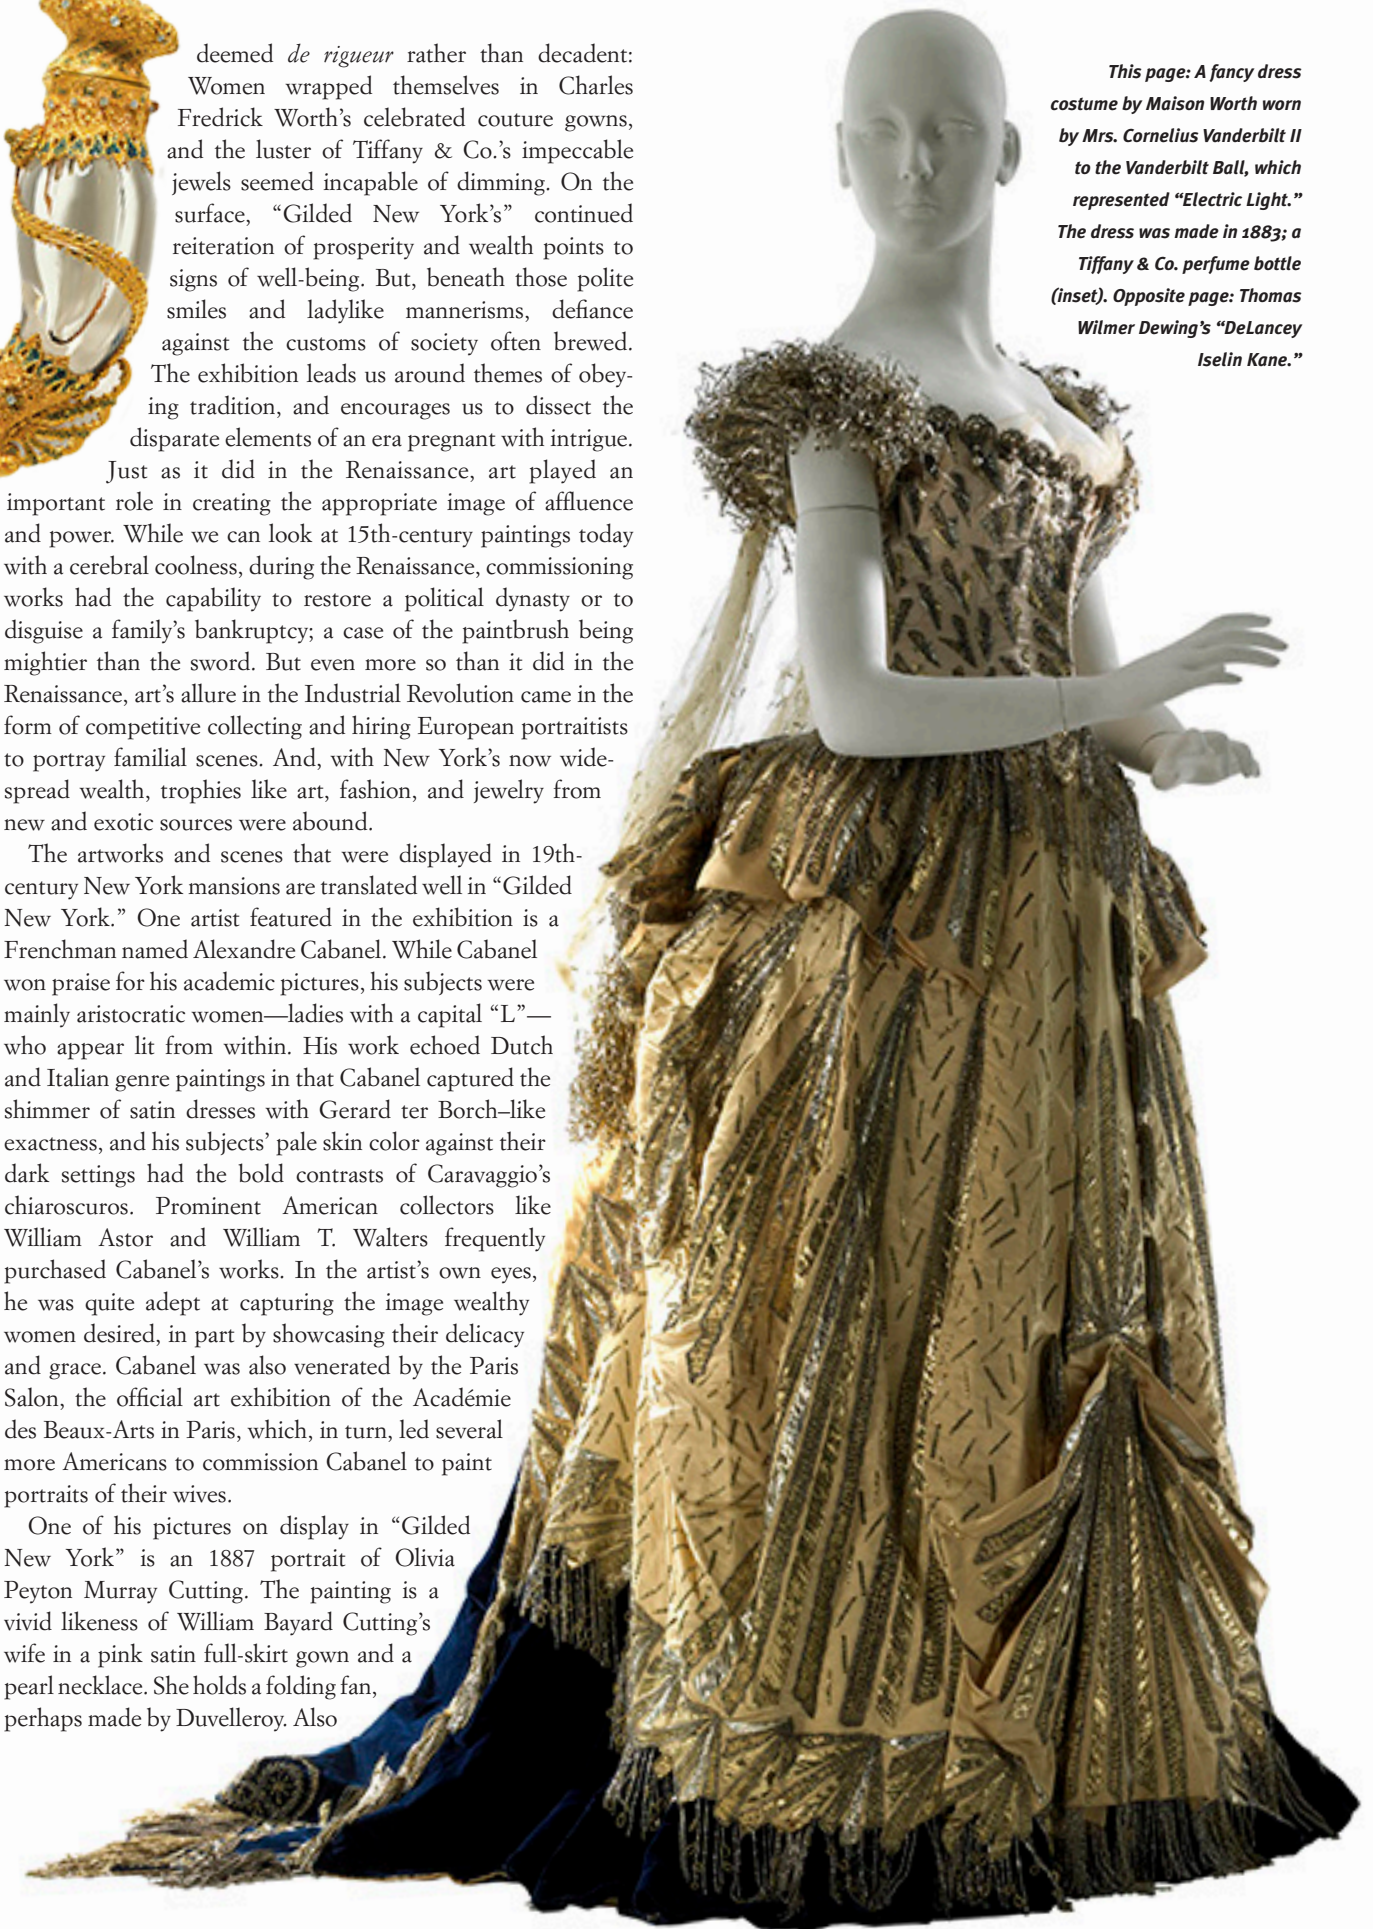 deemed de rigueur rather than decadent:
Women wrapped themselves in Charles
Fredrick Worth’s celebrated couture gowns,
and the luster of Tiffany & Co.’s impeccable
jewels seemed incapable of dimming. On the
surface, “Gilded New York’s” continued
reiteration of prosperity and wealth points to
signs of well-being. But, beneath those polite
smiles and ladylike mannerisms, defiance
against the customs of society often brewed.
The exhibition leads us around themes of obey-
ing tradition, and encourages us to dissect the
disparate elements of an era pregnant with intrigue.
Just as it did in the Renaissance, art played an
important role in creating the appropriate image of affluence
and power. While we can look at 15th-century paintings today
with a cerebral coolness, during the Renaissance, commissioning
works had the capability to restore a political dynasty or to
disguise a family’s bankruptcy; a case of the paintbrush being
mightier than the sword. But even more so than it did in the
Renaissance, art’s allure in the Industrial Revolution came in the
form of competitive collecting and hiring European portraitists
to portray familial scenes. And, with New York’s now wide-
spread wealth, trophies like art, fashion, and jewelry from
new and exotic sources were abound.
The artworks and scenes that were displayed in 19th-
century New York mansions are translated well in “Gilded
New York.” One artist featured in the exhibition is a
Frenchman named Alexandre Cabanel. While Cabanel
won praise for his academic pictures, his subjects were
mainly aristocratic women—ladies with a capital “L”—
who appear lit from within. His work echoed Dutch
and Italian genre paintings in that Cabanel captured the
shimmer of satin dresses with Gerard ter Borch–like
exactness, and his subjects’ pale skin color against their
dark settings had the bold contrasts of Caravaggio’s
chiaroscuros. Prominent American collectors like
William Astor and William T. Walters frequently
purchased Cabanel’s works. In the artist’s own eyes,
he was quite adept at capturing the image wealthy
women desired, in part by showcasing their delicacy
and grace. Cabanel was also venerated by the Paris
Salon, the official art exhibition of the Académie
des Beaux-Arts in Paris, which, in turn, led several
more Americans to commission Cabanel to paint
portraits of their wives.
One of his pictures on display in “Gilded
New York” is an 1887 portrait of Olivia
Peyton Murray Cutting. The painting is a
vivid likeness of William Bayard Cutting’s
wife in a pink satin full-skirt gown and a
pearl necklace. She holds a folding fan,
perhaps made by Duvelleroy. Also
This page: A fancy dress
costume by Maison Worth worn
by Mrs. Cornelius Vanderbilt II
to the Vanderbilt Ball, which
represented “Electric Light.”
The dress was made in 1883; a
Tiffany & Co. perfume bottle
(inset). Opposite page: Thomas
Wilmer Dewing’s “DeLancey
Iselin Kane.”